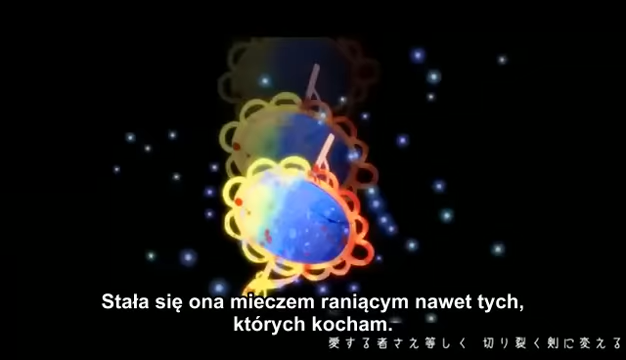 Stała się ona mieczem raniącym nawet tych,
których kocham.
愛する者さえ等しく 切り裂く剣に変える